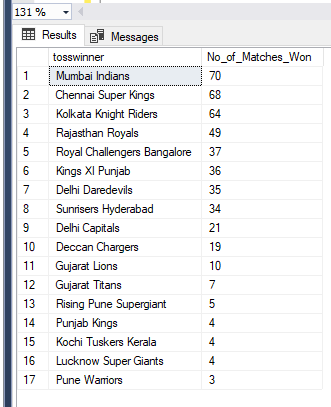 131 %
Results Messages
tosswinner No_of_Matches_Won
1 Mumbai Indians 70
2 Chennai Super Kings 68
3 Kolkata Knight Riders 64
4 Rajasthan Royals 49
5 Royal Challengers Bangalore 37
6 Kings XI Punjab 36
7 Delhi Daredevils 35
8 Sunrisers Hyderabad 34
9 Delhi Capitals 21
10 Deccan Chargers 19
11 Gujarat Lions 10
12 Gujarat Titans 7
13 Rising Pune Supergiant 5
14 Punjab Kings 4
15 Kochi Tuskers Kerala 4
16 Lucknow Super Giants 4
17 Pune Warriors 3